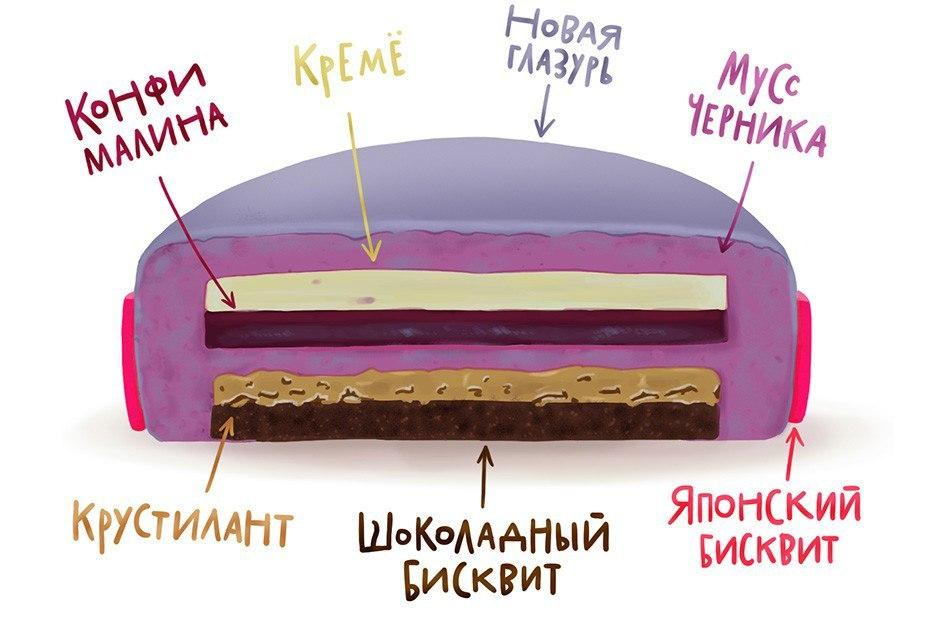 Конфи
малина
Кремё
Новая
глазурь
Мусс
черника
Крустилант
Шоколадный
бисквит
Японский
бисквит